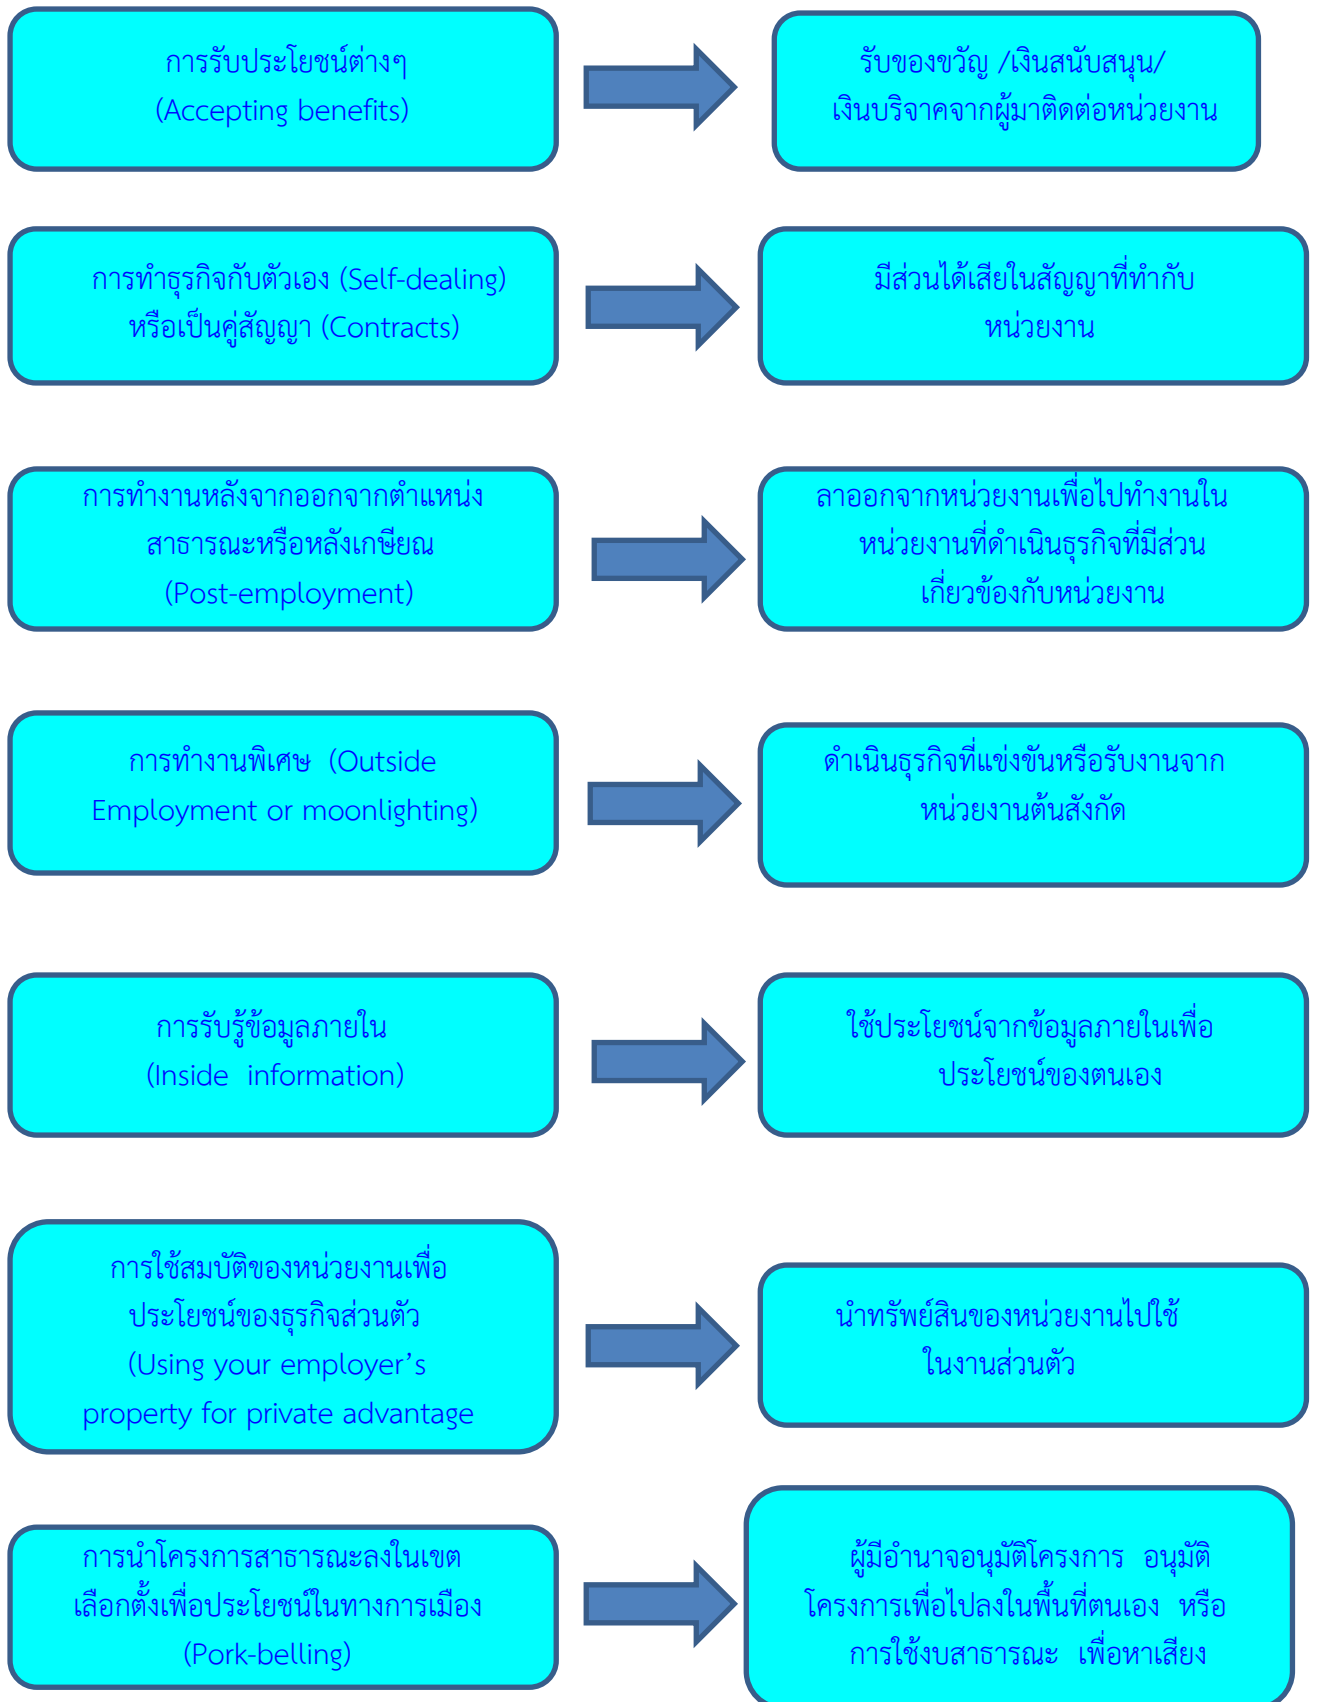 การรับประโยชน์ต่างๆ
(Accepting benefits)
รับของขวัญ /เงินสนับสนุน/
เงินบริจาคจากผู้มาติดต่อหน่วยงาน
การทำธุรกิจกับตัวเอง (Self-dealing)
หรือเป็นคู่สัญญา (Contracts)
มีส่วนได้เสียในสัญญาที่ทำกับ
หน่วยงาน
การทำงานหลังจากออกจากตำแหน่ง
สาธารณะหรือหลังเกษียณ
(Post-employment)
ลาออกจากหน่วยงานเพื่อไปทำงานใน
หน่วยงานที่ดำเนินธุรกิจที่มีส่วน
เกี่ยวข้องกับหน่วยงาน
การทำงานพิเศษ (Outside
Employment or moonlighting)
ดำเนินธุรกิจที่แข่งขันหรือรับงานจาก
หน่วยงานต้นสังกัด
การรับรู้ข้อมูลภายใน
(Inside information)
ใช้ประโยชน์จากข้อมูลภายในเพื่อ
ประโยชน์ของตนเอง
การใช้สมบัติของหน่วยงานเพื่อ
ประโยชน์ของธุรกิจส่วนตัว
(Using your employer’s
property for private advantage
นำทรัพย์สินของหน่วยงานไปใช้
ในงานส่วนตัว
การนำโครงการสาธารณะลงในเขต
เลือกตั้งเพื่อประโยชน์ในทางการเมือง
(Pork-belling)
ผู้มีอำนาจอนุมัติโครงการ อนุมัติ
โครงการเพื่อไปลงในพื้นที่ตนเอง หรือ
การใช้งบสาธารณะ เพื่อหาเสียง